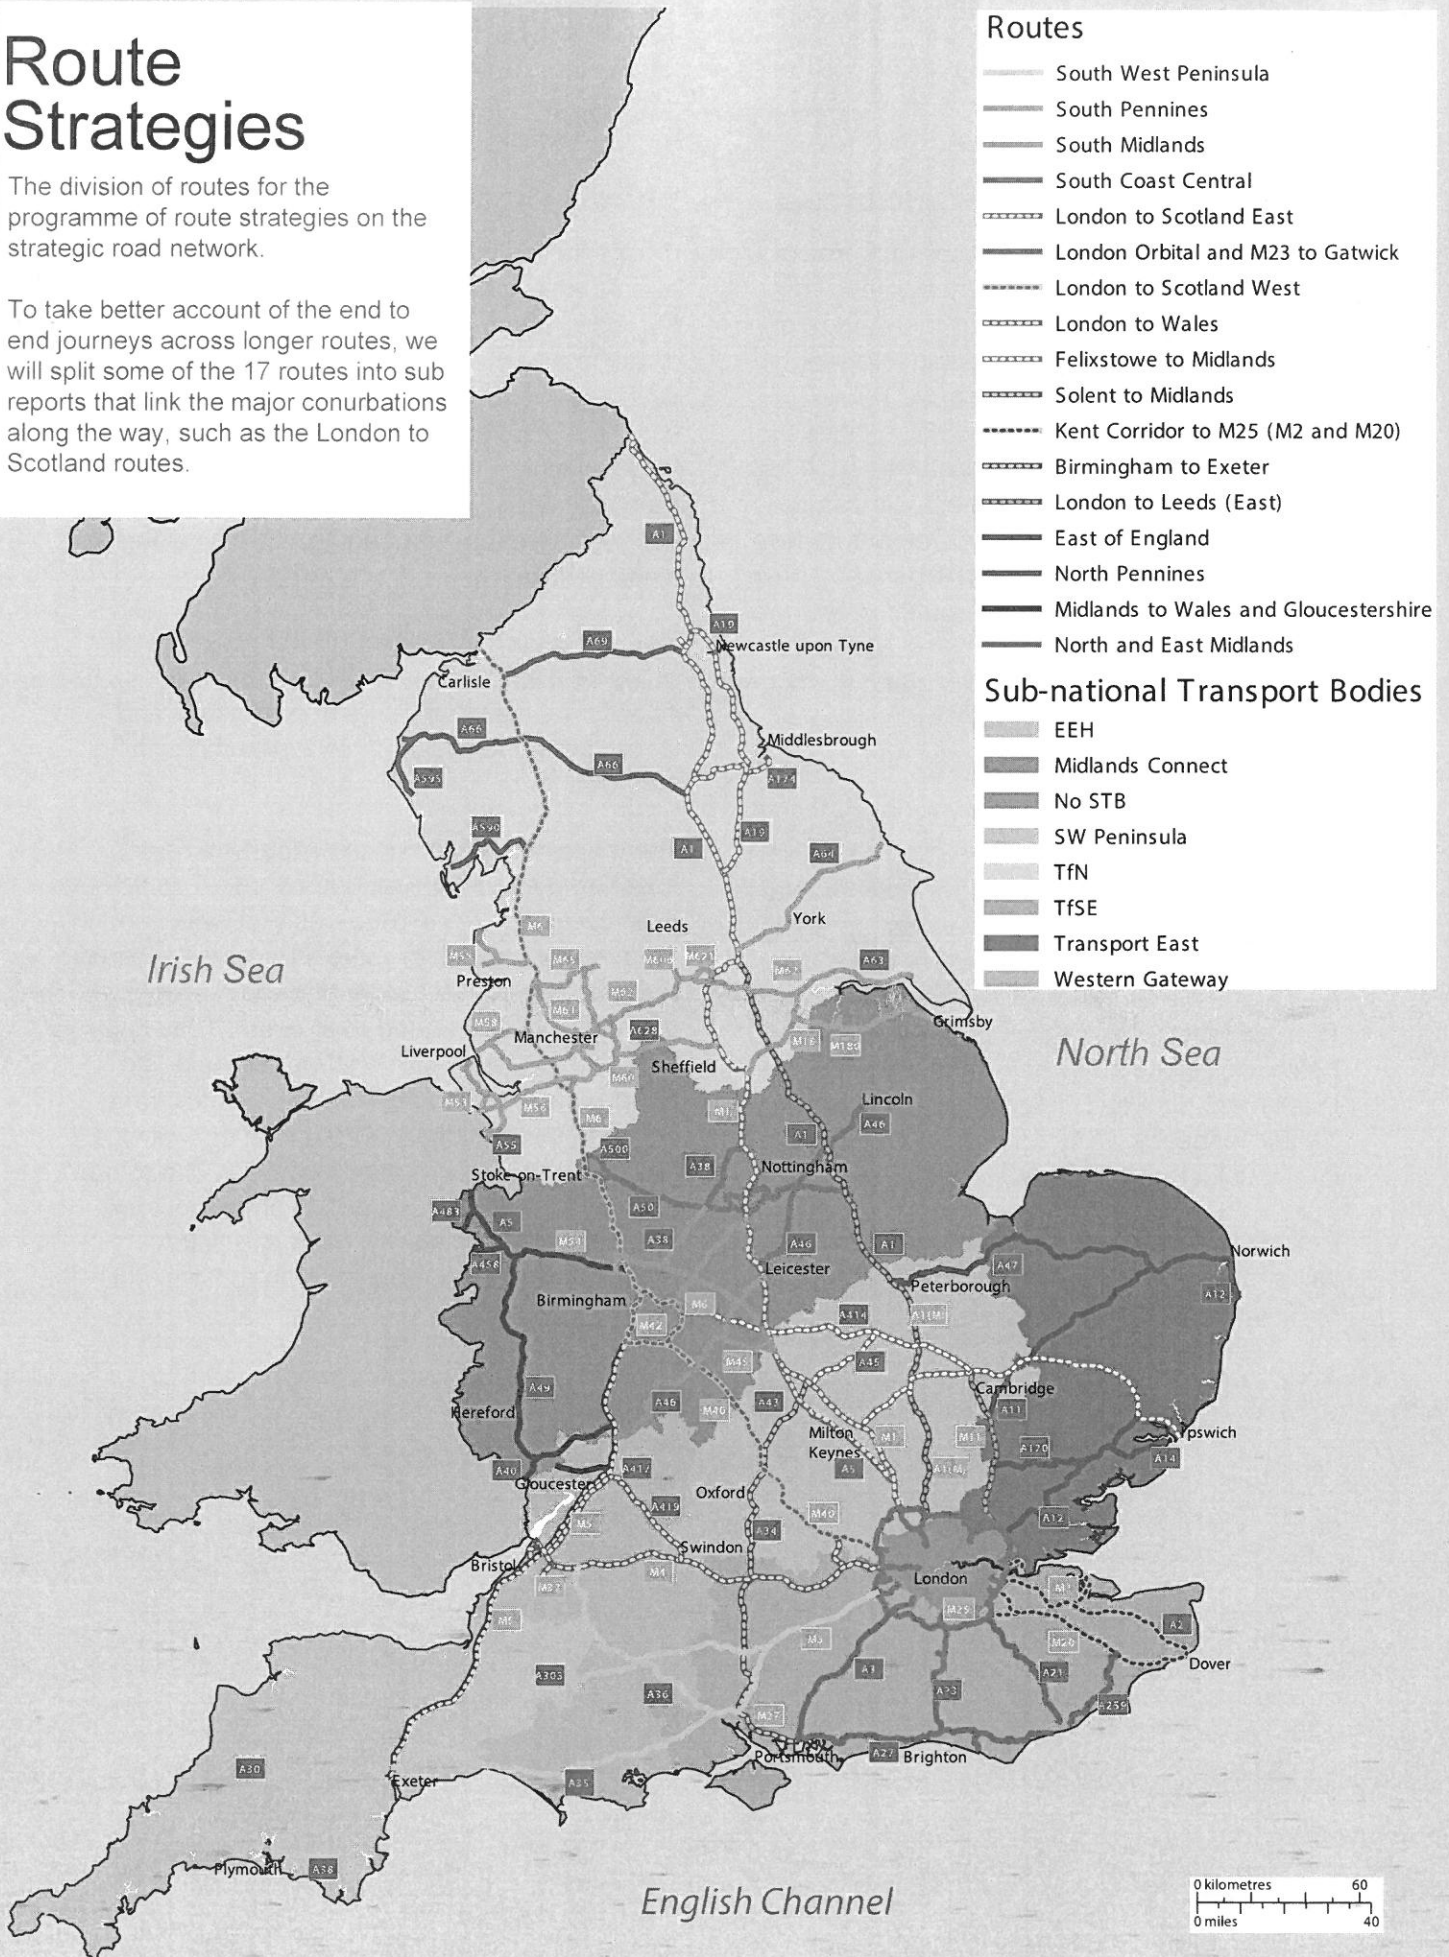 Route
Strategies
The division of routes for the
programme of route strategies on the
strategic road network.
To take better account of the end to
end journeys across longer routes, we
will split some of the 17 routes into sub
reports that link the major conurbations
along the way, such as the London to
Scotland routes.
Routes
South West Peninsula
South Pennines
South Midlands
South Coast Central
London to Scotland East
London Orbital and M23 to Gatwick
London to Scotland West
London to Wales
Felixstowe to Midlands
Solent to Midlands
Kent Corridor to M25 (M2 and M20)
Birmingham to Exeter
London to Leeds (East)
East of England
North Pennines
Midlands to Wales and Gloucestershire
North and East Midlands
Sub-national Transport Bodies
EEH
Midlands Connect
No STB
SW Peninsula
TfN
TfSE
Transport East
Western Gateway
A1
A19
A69
Newcastle upon Tyne
Carlisle
A66
Middlesbrough
A66
A595
A174
A590
A19
A1
A64
York
Leeds
M6
M55
M65
M606
M621
M62
A63
Irish Sea
Preston
M62
M61
M58
Grimsby
Manchester
A628
M18
M180
Liverpool
North Sea
Sheffield
M60
M53
M56
M6
M1
Lincoln
A46
A1
A55
A500
A38
Nottingham
Stoke-on-Trent
A483
A5
A50
M54
A38
A46
A1
Norwich
A458
Leicester
A47
Peterborough
A12
Birmingham
M6
A14
A1(M)
M42
M45
A45
Cambridge
A49
A46
M40
A43
A11
Hereford
Milton
Keynes
M1
M11
Ipswich
A120
A40
A417
A5
A1(M)
A14
Gloucester
Oxford
A419
M5
M40
A12
A34
Swindon
Bristol
M4
London
M32
M2
M5
M25
A2
M3
M20
Dover
A303
A3
A21
A36
A23
A259
M27
Portsmouth
A27
Brighton
A30
Exeter
A35
Plymouth
A38
English Channel
0 kilometres 60
0 miles 40